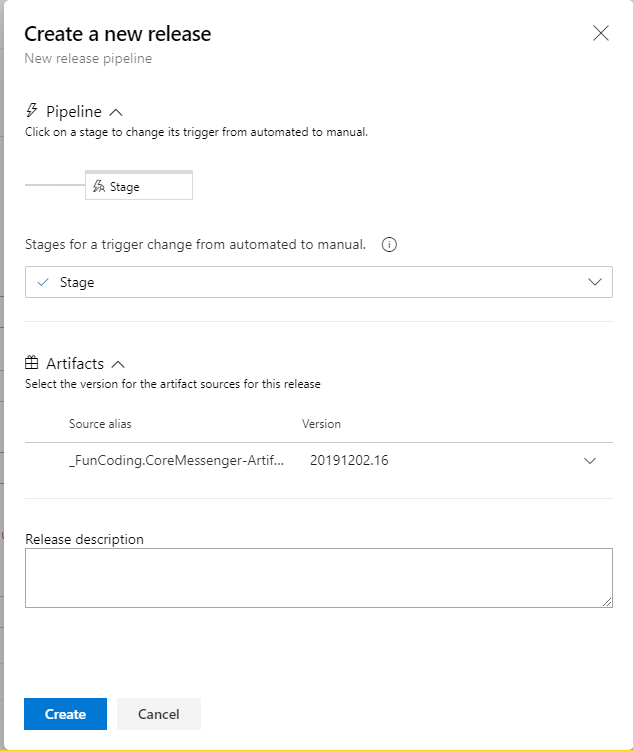 Create a new release
New release pipeline
Pipeline
Click on a stage to change its trigger from automated to manual.
Stage
Stages for a trigger change from automated to manual.
Stage
Artifacts
Select the version for the artifact sources for this release
Source alias Version
_FunCoding.CoreMessenger-Artif... 20191202.16
Release description
Create Cancel